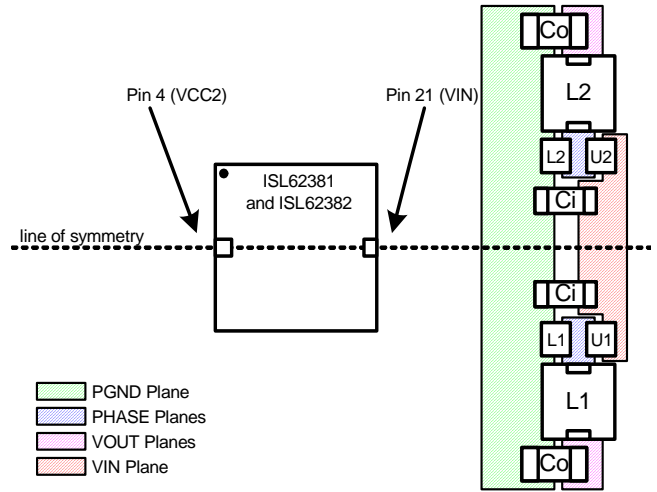 Co
L2
Pin 4 (VCC2)
Pin 21 (VIN)
L2
U2
ISL62381
and ISL62382
Ci
line of symmetry
Ci
L1
U1
PGND Plane
PHASE Planes
VOUT Planes
VIN Plane
L1
Co